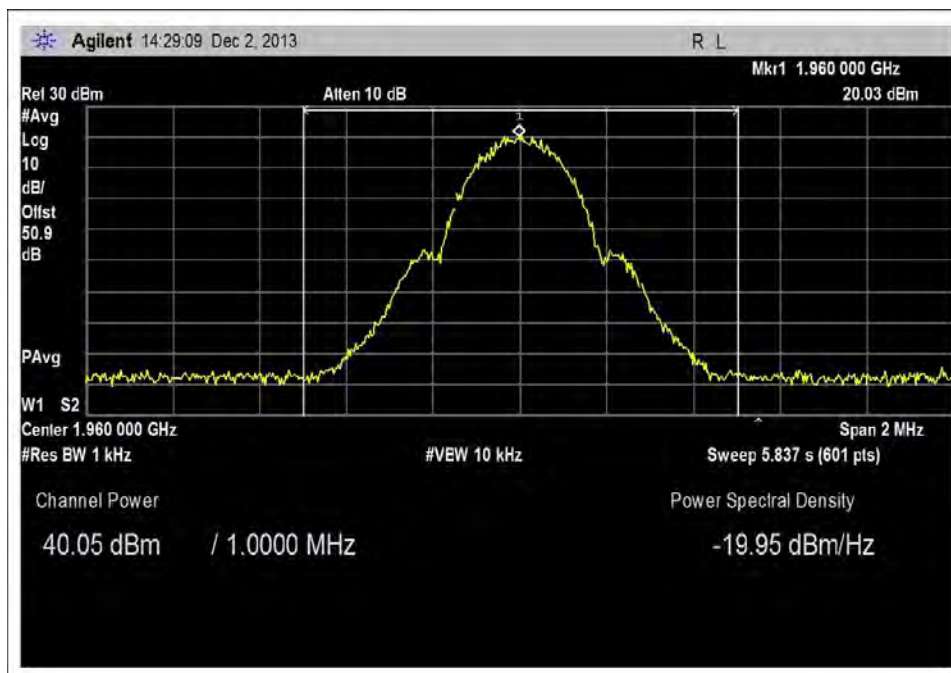 Agilent 14:29:09 Dec 2, 2013 R L
Mkr1 1.960 000 GHz
Ref 30 dBm Atten 10 dB 20.03 dBm
#Avg
Log
10
dB/
Offst
50.9
dB
1
PAvg
W1 S2
Center 1.960 000 GHz Span 2 MHz
#Res BW 1 kHz #VBW 10 kHz Sweep 5.837 s (601 pts)
Channel Power Power Spectral Density
40.05 dBm / 1.0000 MHz -19.95 dBm/Hz